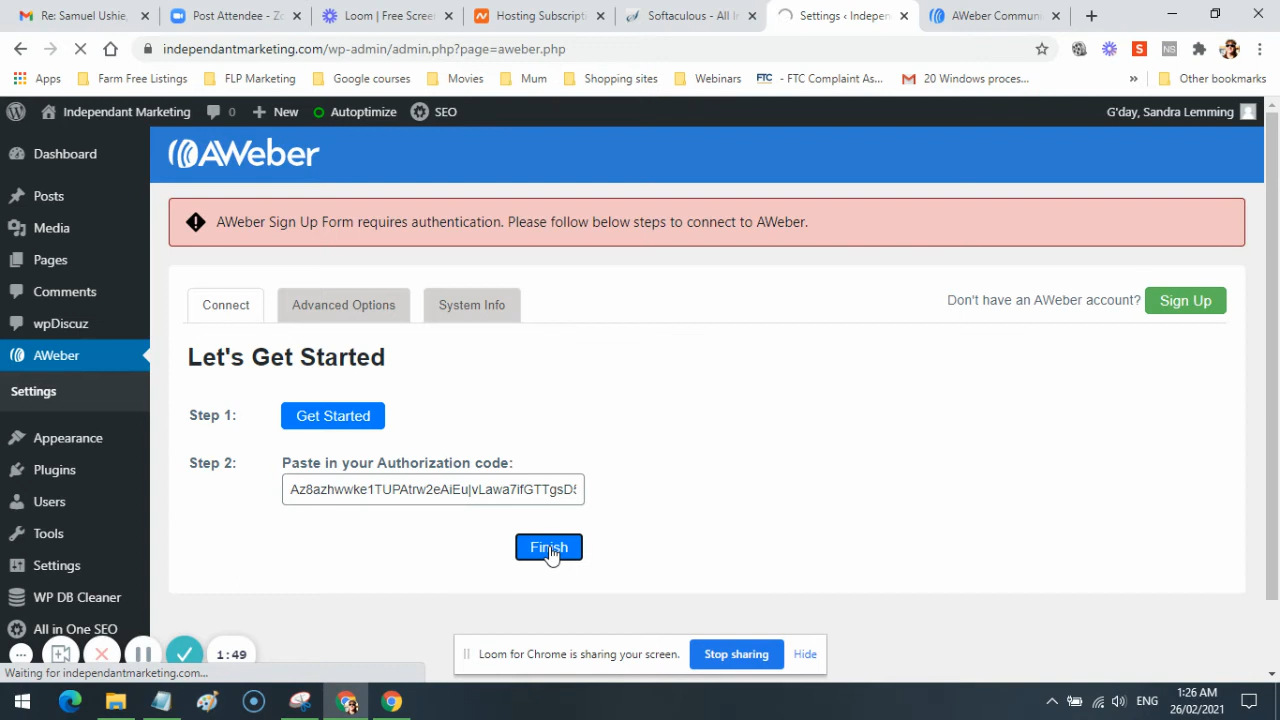 Re: Samuel Ushie,
Post Attendee - Zo
Loom | Free Scree
Hosting Subscripti
Softaculous - All I
Settings ‹ Indepen
AWeber Commun
independantmarketing.com/wp-admin/admin.php?page=aweber.php
Apps
Farm Free Listings
FLP Marketing
Google courses
Movies
Mum
Shopping sites
Webinars
FTC - FTC Complaint As...
20 Windows proces...
»
Other bookmarks
Independant Marketing
0
New
Autoptimize
SEO
G'day, Sandra Lemming
Dashboard
Posts
Media
Pages
Comments
wpDiscuz
AWeber
Settings
Appearance
Plugins
Users
Tools
Settings
WP DB Cleaner
All in One SEO
AWeber
AWeber Sign Up Form requires authentication. Please follow below steps to connect to AWeber.
Connect
Advanced Options
System Info
Don't have an AWeber account?
Sign Up
Let's Get Started
Step 1:
Get Started
Step 2:
Paste in your Authorization code:
Az8azhwwke1TUPAtrw2eAiEu|vLawa7ifGTTgsD
Finish
1:49
Loom for Chrome is sharing your screen.
Stop sharing
Hide
Waiting for independantmarketing.com...
ENG
1:26 AM
26/02/2021